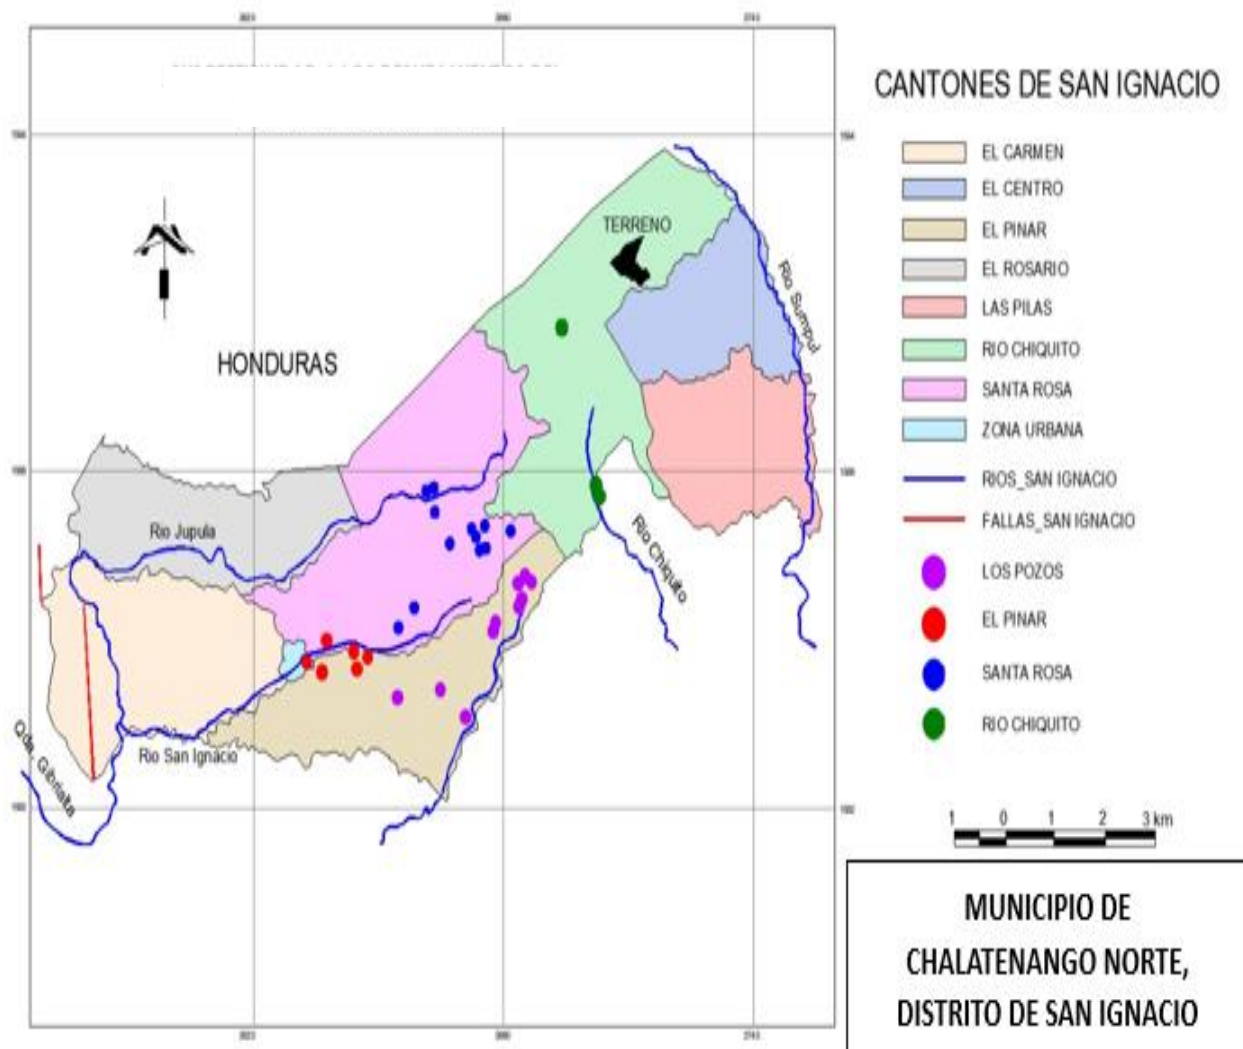 CANTONES DE SAN IGNACIO
EL CARMEN
EL CENTRO
EL PINAR
EL ROSARIO
LAS PILAS
RIO CHIQUITO
SANTA ROSA
ZONA URBANA
RIOS_SAN IGNACIO
FALLAS_SAN IGNACIO
LOS POZOS
EL PINAR
SANTA ROSA
RIO CHIQUITO
TERRENO
HONDURAS
Rio Sumpul
Rio Jupula
Rio Chiquito
Rio San Ignacio
Qda. Gibrialta
1 0 1 2 3 km
MUNICIPIO DE
CHALATENANGO NORTE,
DISTRITO DE SAN IGNACIO